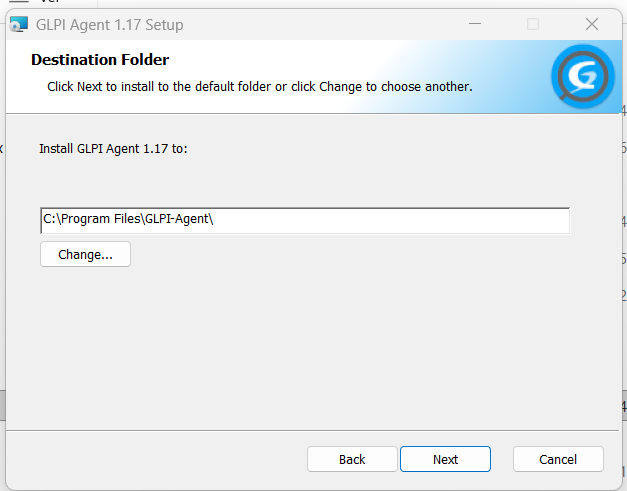 GLPI Agent 1.17 Setup
Destination Folder
Click Next to install to the default folder or click Change to choose another.
Install GLPI Agent 1.17 to:
C:\Program Files\GLPI-Agent\
Change...
Back
Next
Cancel